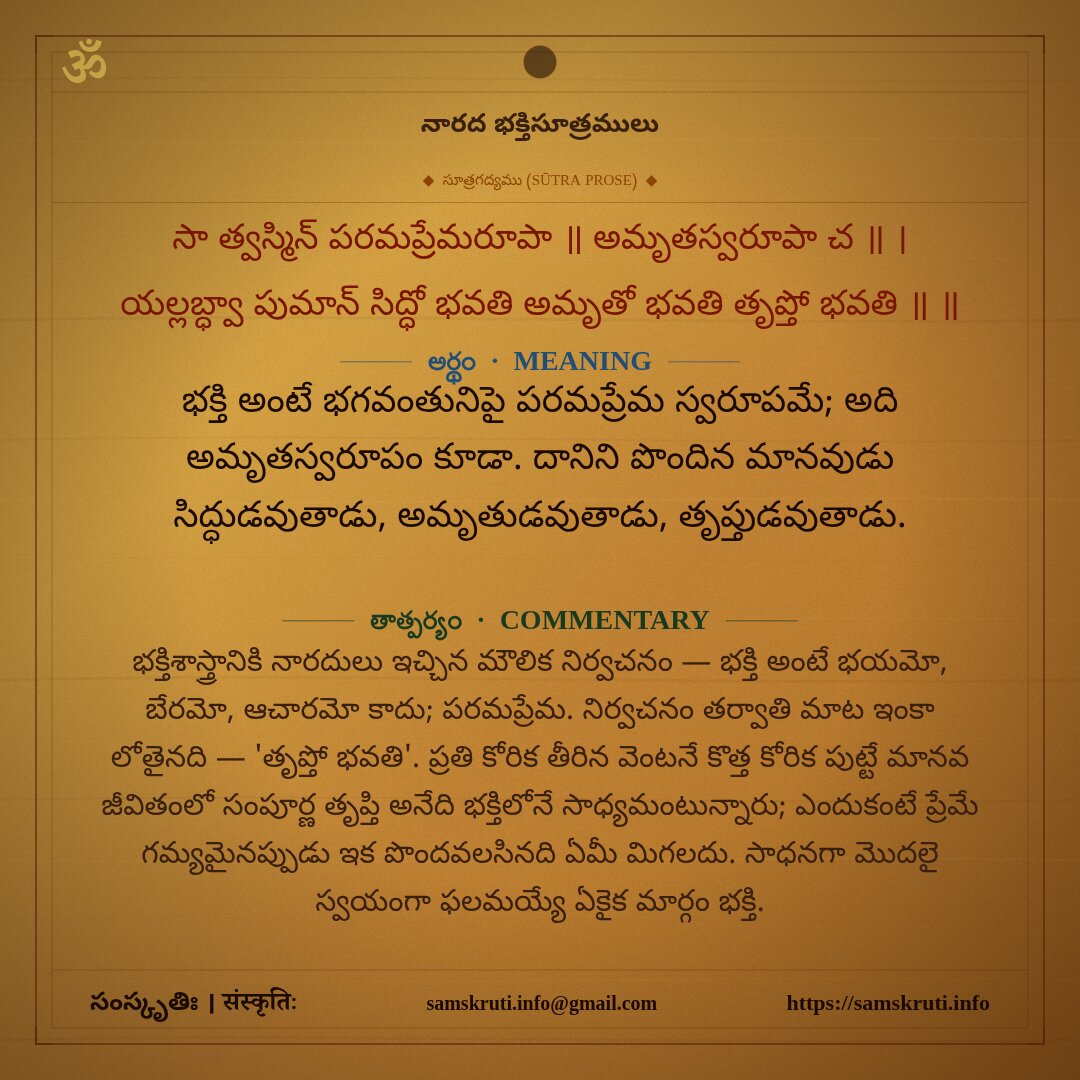 ॐ
నారద భక్తిసూత్రములు
◆ సూత్రగద్యము (SŪTRA PROSE) ◆
సా త్వస్మిన్ పరమప్రేమరూపా ॥ అమృతస్వరూపా చ ॥ ।
యల్లబ్ధ్వా పుమాన్ సిద్ధో భవతి అమృతో భవతి తృప్తో భవతి ॥ ॥
అర్థం · MEANING
భక్తి అంటే భగవంతునిపై పరమప్రేమ స్వరూపమే; అది
అమృతస్వరూపం కూడా. దానిని పొందిన మానవుడు
సిద్ధుడవుతాడు, అమృతుడవుతాడు, తృప్తుడవుతాడు.
తాత్పర్యం · COMMENTARY
భక్తిశాస్త్రానికి నారదులు ఇచ్చిన మౌలిక నిర్వచనం — భక్తి అంటే భయమో,
బేరమో, ఆచారమో కాదు; పరమప్రేమ. నిర్వచనం తర్వాతి మాట ఇంకా
లోతైనది — 'తృప్తో భవతి'. ప్రతి కోరిక తీరిన వెంటనే కొత్త కోరిక పుట్టే మానవ
జీవితంలో సంపూర్ణ తృప్తి అనేది భక్తిలోనే సాధ్యమంటున్నారు; ఎందుకంటే ప్రేమే
గమ్యమైనప్పుడు ఇక పొందవలసినది ఏమీ మిగలదు. సాధనగా మొదలై
స్వయంగా ఫలమయ్యే ఏకైక మార్గం భక్తి.
సంస్కృతిః | संस्कृतिः samskruti.info@gmail.com https://samskruti.info